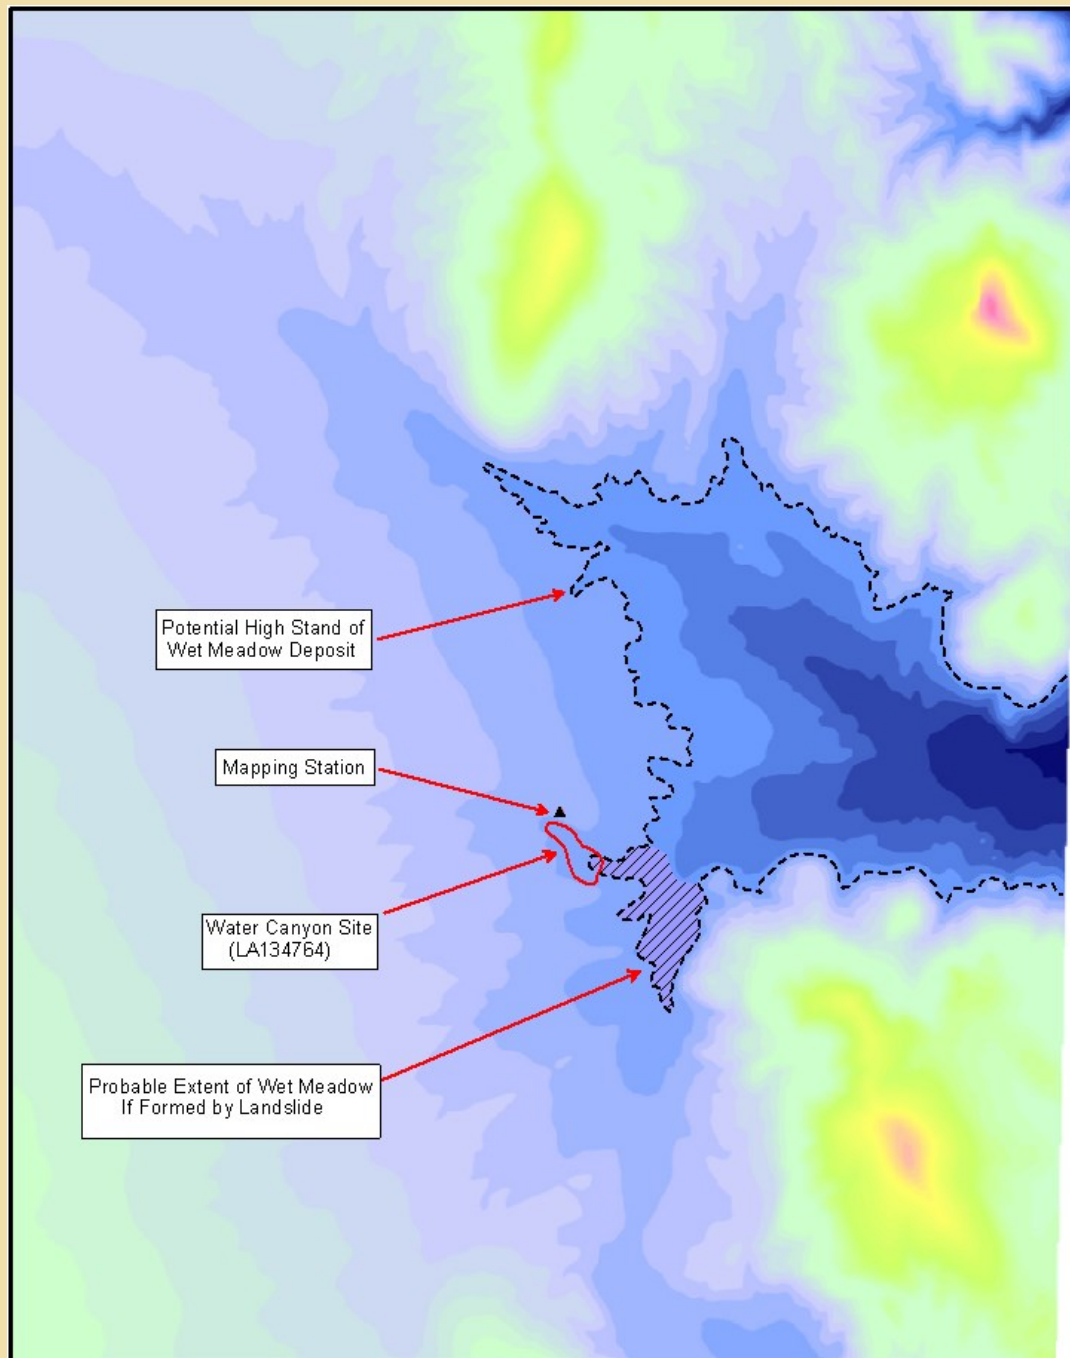 Potential High Stand of
Wet Meadow Deposit
Mapping Station
Water Canyon Site
(LA134764)
Probable Extent of Wet Meadow
If Formed by Landslide